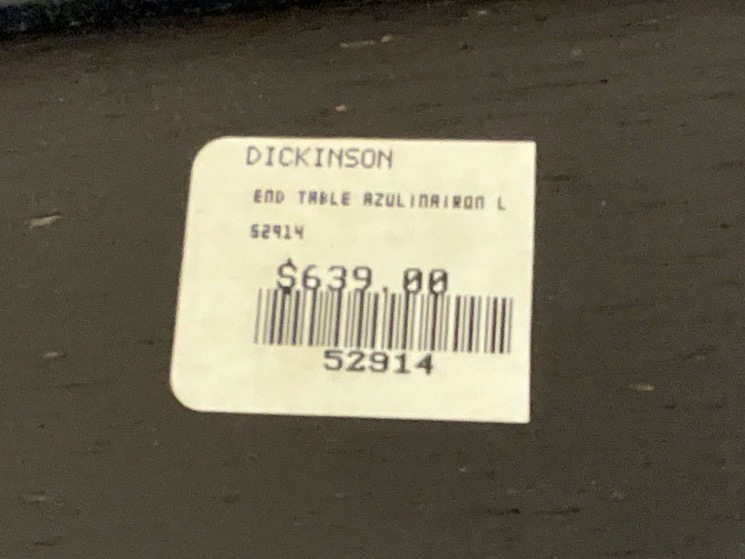 DICKINSON
END TABLE AZULINAIRON L
52914
$639.00
52914